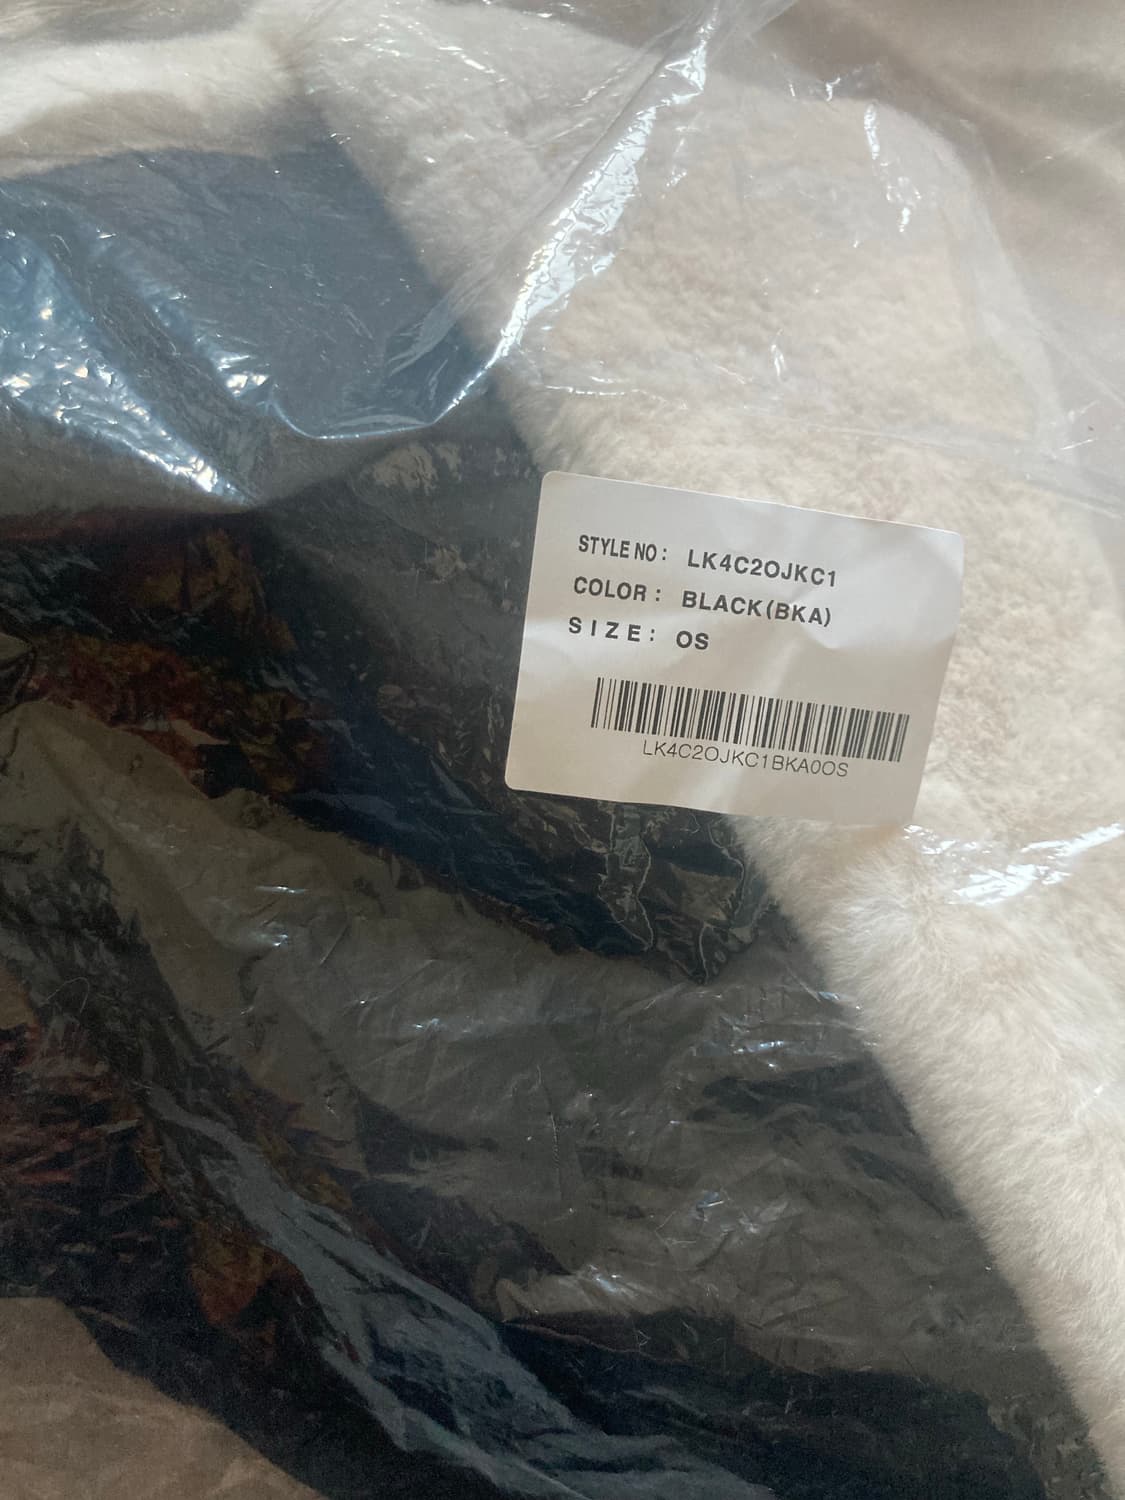 STYLE NO: LK4C2OJKC1
COLOR: BLACK(BKA)
SIZE: OS
LK4C2OJKC1BKA0OS